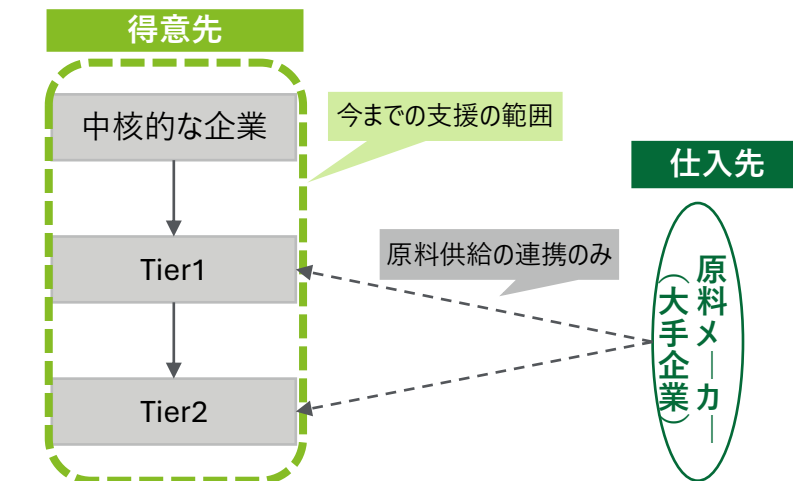 得意先
中核的な企業
今までの支援の範囲
仕入先
原料供給の連携のみ
Tier1
原料メーカー
（大手企業）
Tier2